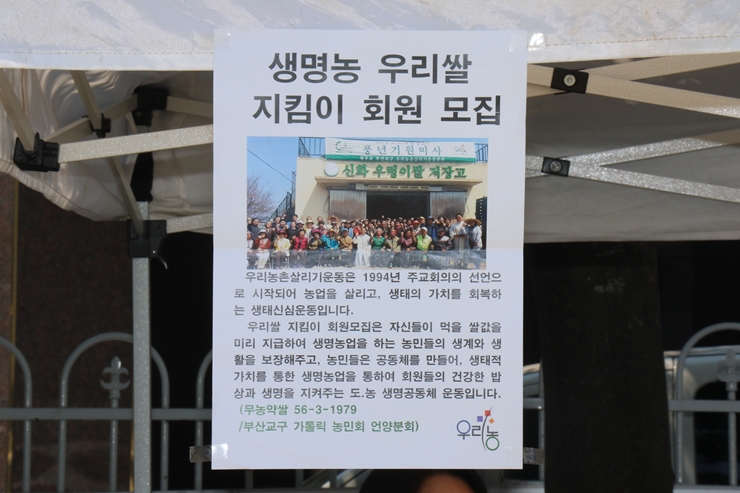 생명농 우리쌀
지킴이 회원 모집
풍년기원미사
신화 우렁이쌀 저장고
우리농촌살리기운동은 1994년 주교회의의 선언으
로 시작되어 농업을 살리고, 생태의 가치를 회복하
는 생태신심운동입니다.
우리쌀 지킴이 회원모집은 자신들이 먹을 쌀값을
미리 지급하여 생명농업을 하는 농민들의 생계와 생
활을 보장해주고, 농민들은 공동체를 만들어, 생태적
가치를 통한 생명농업을 통하여 회원들의 건강한 밥
상과 생명을 지켜주는 도.농 생명공동체 운동입니다.
(무농약쌀 56-3-1979
/부산교구 가톨릭 농민회 언양분회)
우리농